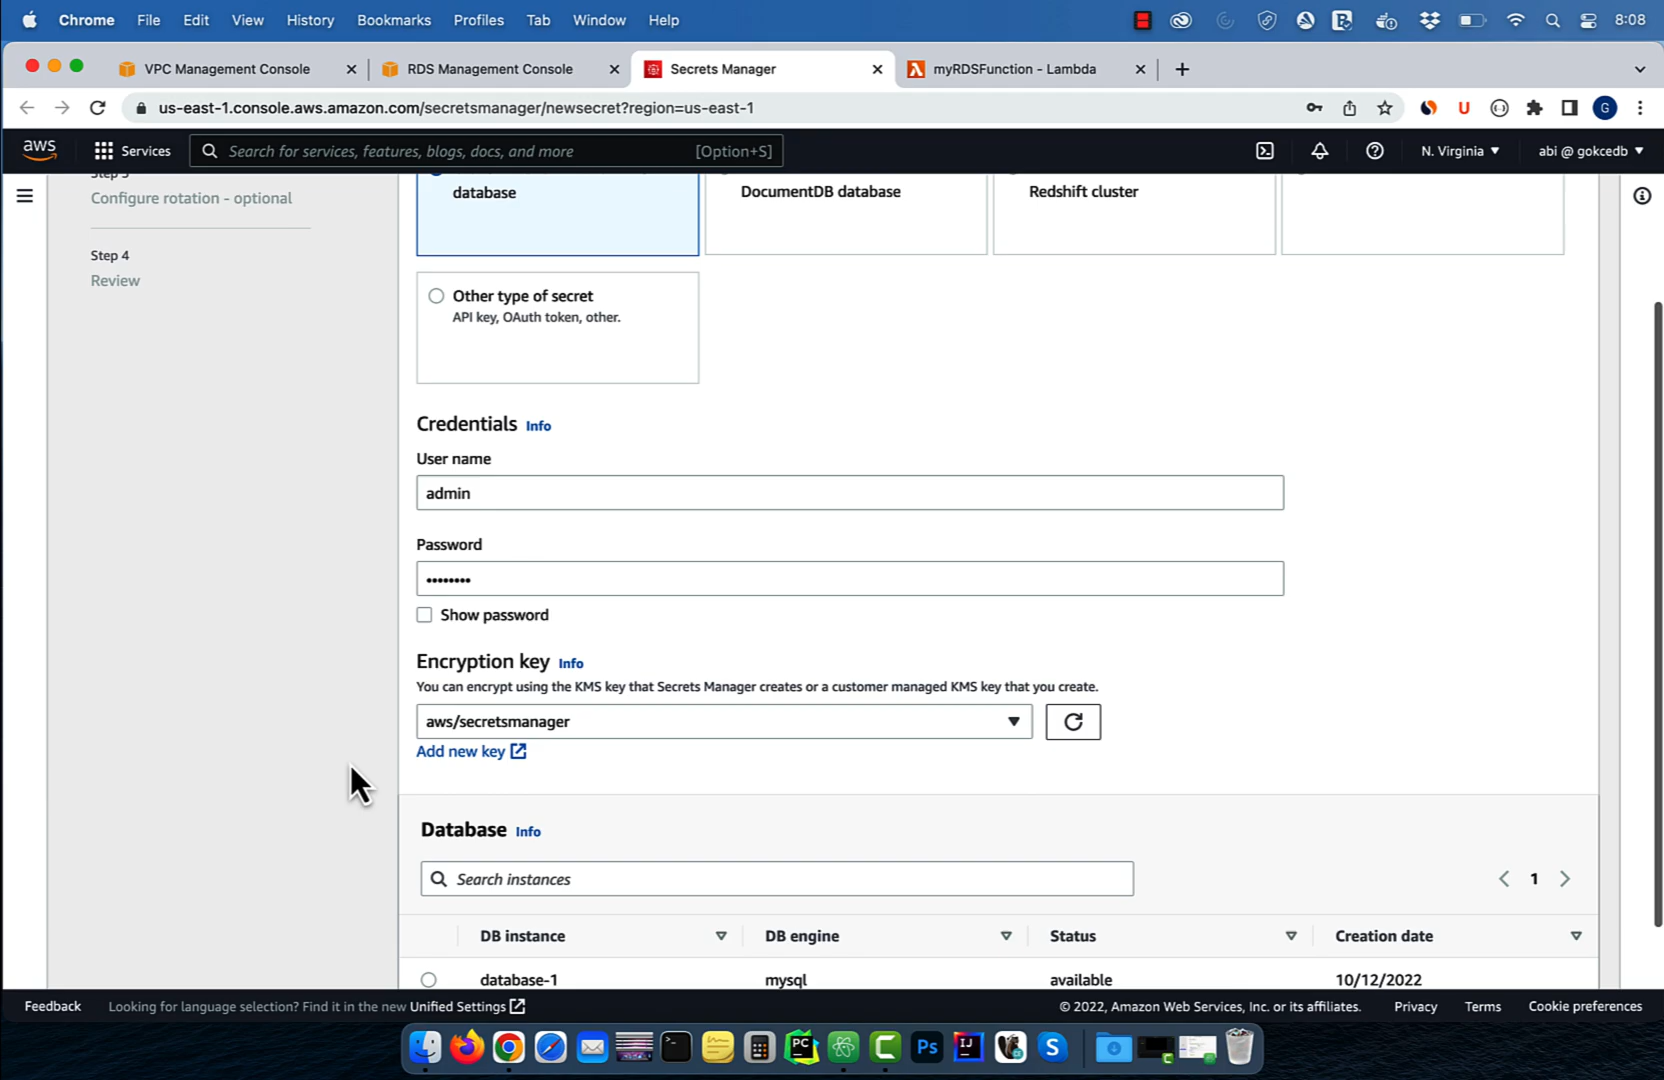 Chrome File Edit View History Bookmarks Profiles Tab Window Help 8:08
VPC Management Console RDS Management Console Secrets Manager myRDSFunction - Lambda
us-east-1.console.aws.amazon.com/secretsmanager/newsecret?region=us-east-1
aws Services Search for services, features, blogs, docs, and more [Option+S] N. Virginia abi @ gokcedb
Configure rotation - optional
Step 4
Review
database DocumentDB database Redshift cluster
Other type of secret
API key, OAuth token, other.
Credentials Info
User name
admin
Password
••••••••
Show password
Encryption key Info
You can encrypt using the KMS key that Secrets Manager creates or a customer managed KMS key that you create.
aws/secretsmanager
Add new key
Database Info
Search instances 1
DB instance DB engine Status Creation date
database-1 mysql available 10/12/2022
Feedback Looking for language selection? Find it in the new Unified Settings © 2022, Amazon Web Services, Inc. or its affiliates. Privacy Terms Cookie preferences
PC C Ps IJ S